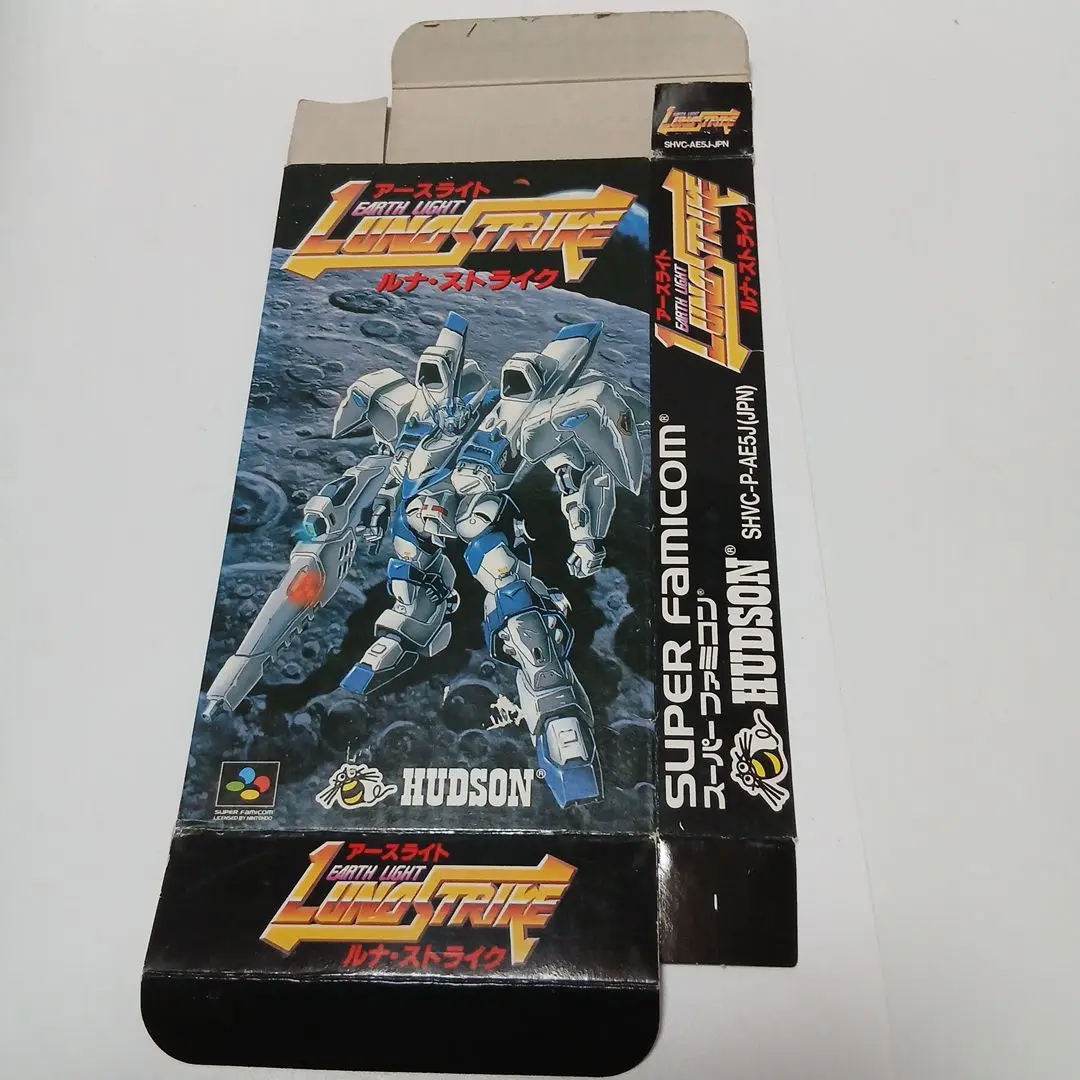 アースライト
EARTH LIGHT
LUNASTRIKE
ルナ・ストライク
HUDSON®
SUPER FAMICOM
LICENSED BY NINTENDO
アースライト
EARTH LIGHT
LUNASTRIKE
ルナ・ストライク
EARTH LIGHT
LUNASTRIKE
SHVC-AE5J-JPN
アースライト
EARTH LIGHT
LUNASTRIKE
ルナ・ストライク
SUPER FAMICOM®
スーパーファミコン®
SHVC-P-AE5J(JPN)
HUDSON®